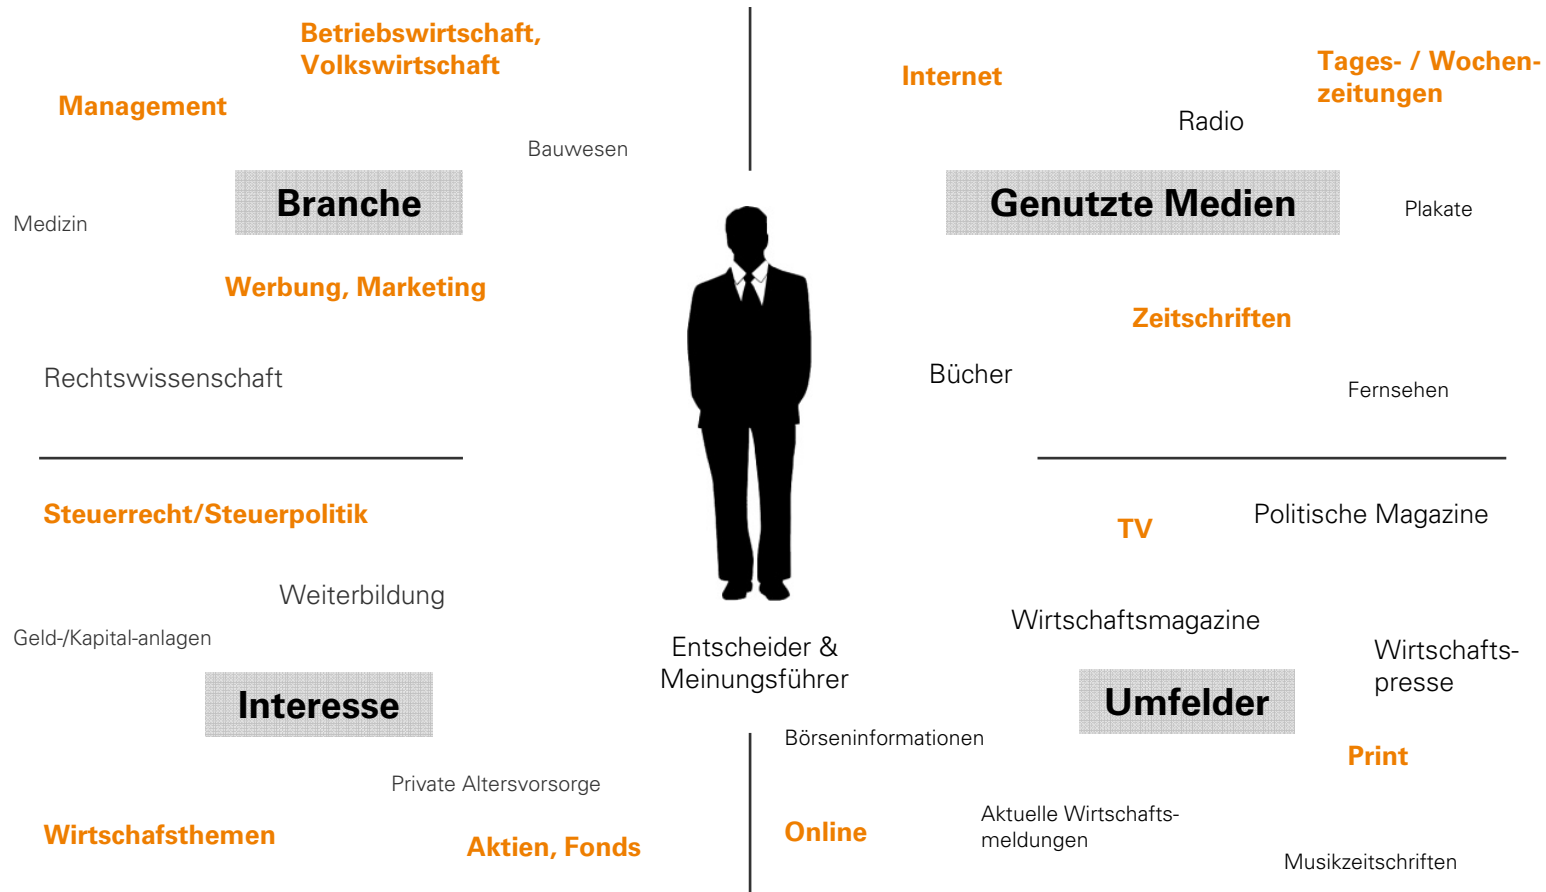 Betriebswirtschaft,
Volkswirtschaft
Management
Bauwesen
Branche
Medizin
Werbung, Marketing
Rechtswissenschaft
Internet
Tages- / Wochen-
zeitungen
Radio
Genutzte Medien
Plakate
Zeitschriften
Bücher
Fernsehen
Steuerrecht/Steuerpolitik
Weiterbildung
Geld-/Kapital-anlagen
Interesse
Private Altersvorsorge
Wirtschafsthemen
Aktien, Fonds
Entscheider &
Meinungsführer
TV
Politische Magazine
Wirtschaftsmagazine
Wirtschafts-
presse
Umfelder
Börseninformationen
Print
Online
Aktuelle Wirtschafts-
meldungen
Musikzeitschriften